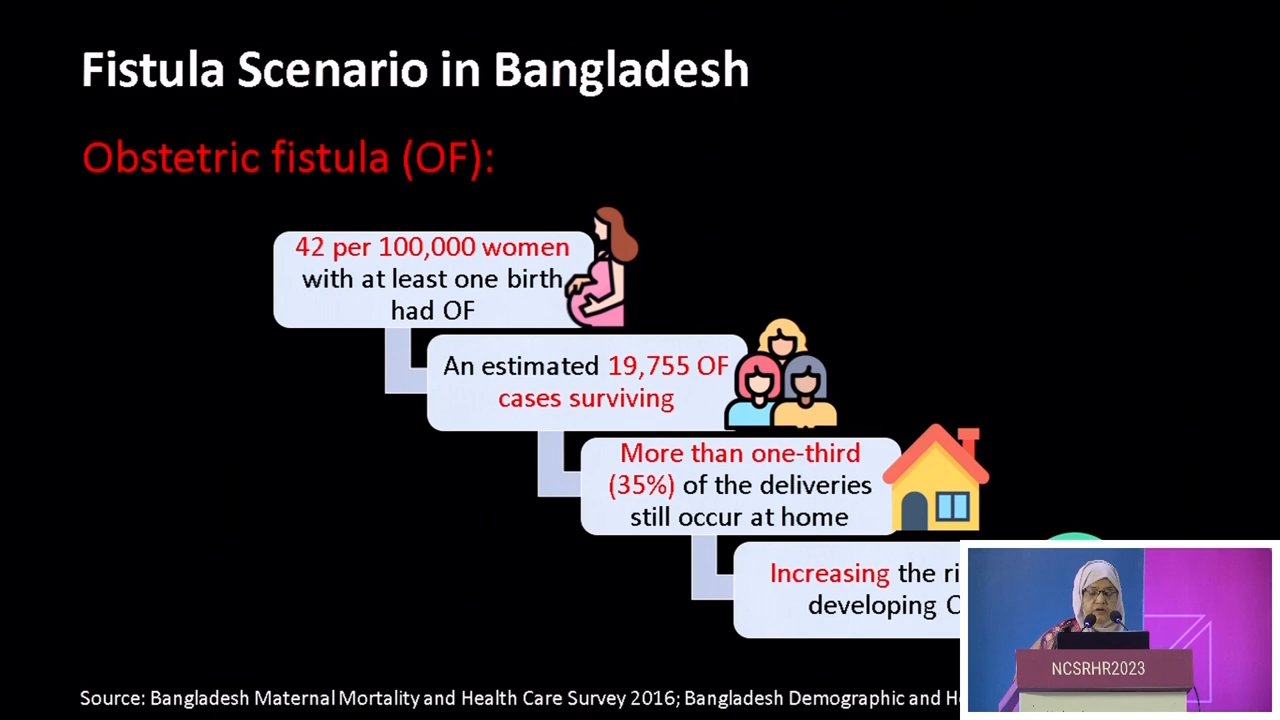 Fistula Scenario in Bangladesh
Obstetric fistula (OF):
42 per 100,000 women
with at least one birth
had OF
An estimated 19,755 OF
cases surviving
More than one-third
(35%) of the deliveries
still occur at home
Increasing the
developing
Source: Bangladesh Maternal Mortality and Health Care Survey 2016; Bangladesh Demographic and
NCSRHR2023